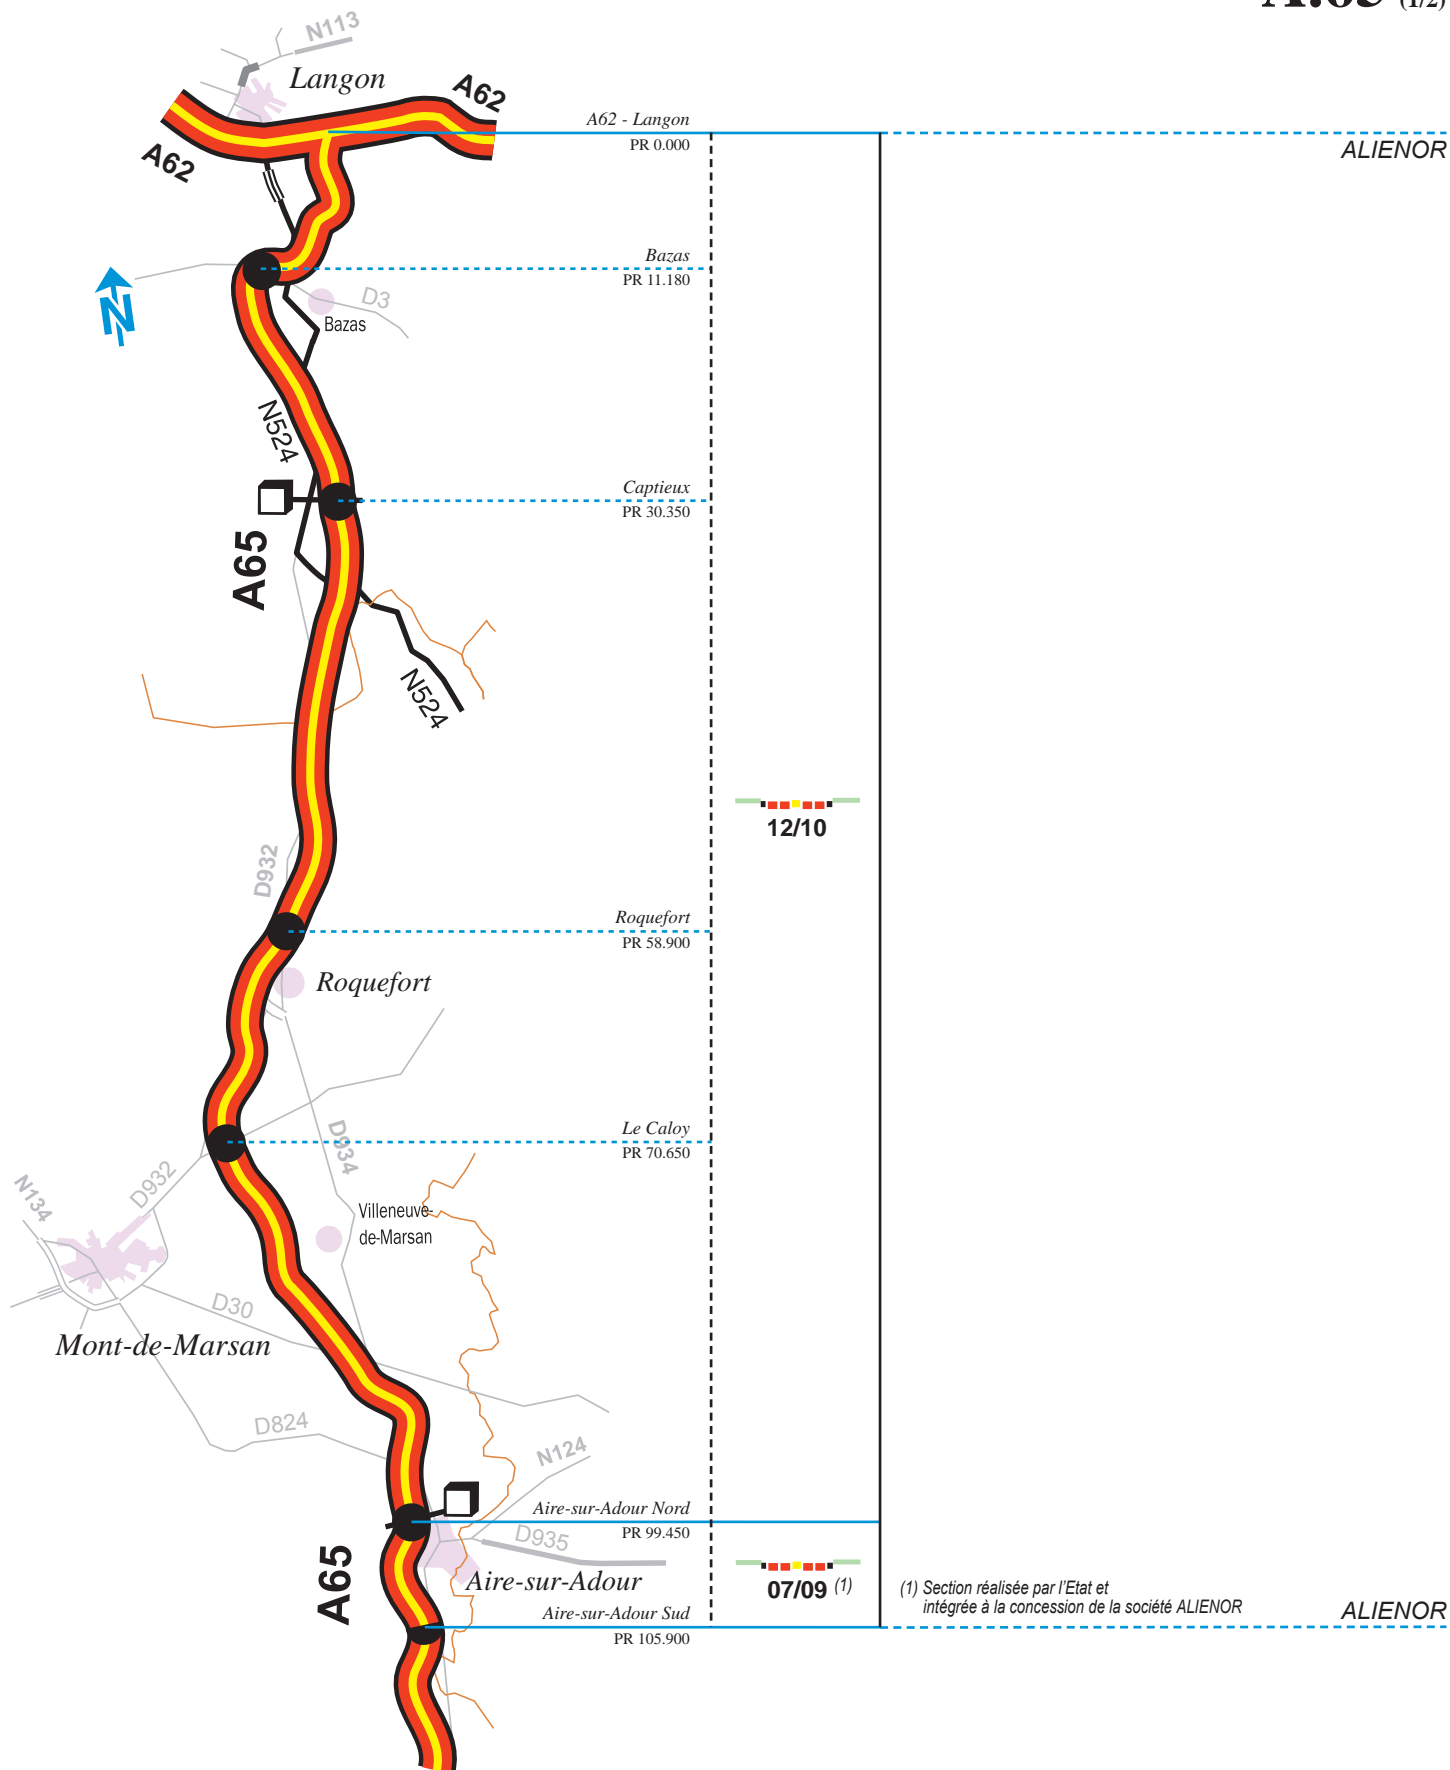 A.65 (1/2)
N113
Langon
A62
A62
A62 - Langon
PR 0.000
ALIENOR
Bazas
PR 11.180
N
D3
Bazas
N524
Captieux
PR 30.350
A65
N524
12/10
D932
Roquefort
PR 58.900
Roquefort
Le Caloy
PR 70.650
D934
D932
N134
Villeneuve-
de-Marsan
D30
Mont-de-Marsan
D824
N124
Aire-sur-Adour Nord
PR 99.450
D935
A65
Aire-sur-Adour
07/09 (1)
(1) Section réalisée par l'Etat et
intégrée à la concession de la société ALIENOR
ALIENOR
Aire-sur-Adour Sud
PR 105.900